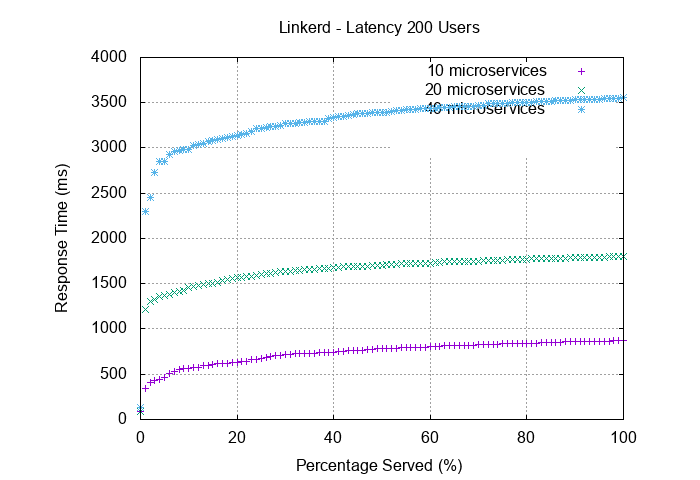 Linkerd - Latency 200 Users
4000
3500
3000
2500
2000
1500
1000
500
0
10 microservices
20 microservices
40 microservices
0 20 40 60 80 100
Response Time (ms)
Percentage Served (%)